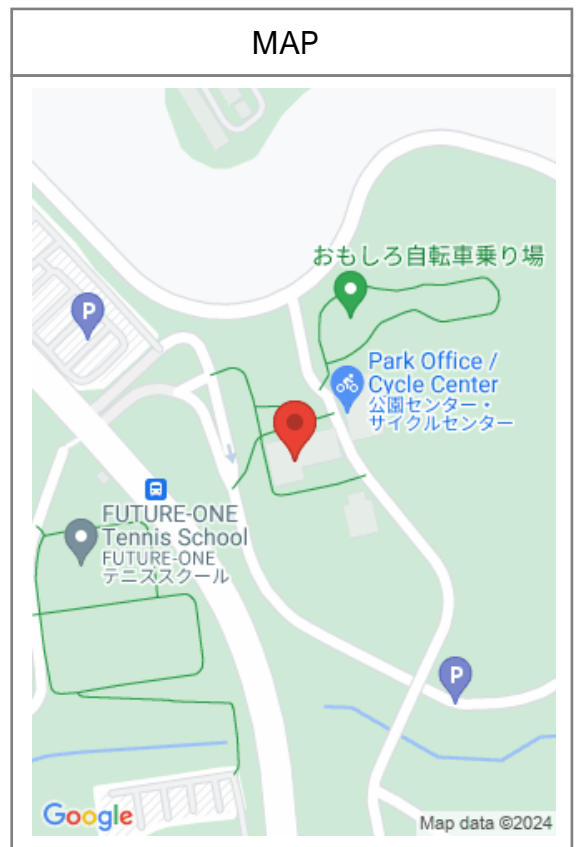 MAP
おもしろ自転車乗り場
P
Park Office /
Cycle Center
公園センター・
サイクルセンター
FUTURE-ONE
Tennis School
FUTURE-ONE
テニススクール
P
Google
Map data ©2024